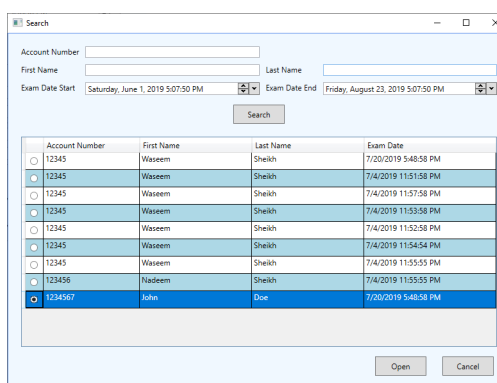 Search
Account Number
First Name Last Name
Exam Date Start Saturday, June 1, 2019 5:07:50 PM Exam Date End Friday, August 23, 2019 5:07:50 PM
Search
Account Number First Name Last Name Exam Date
12345 Waseem Sheikh 7/20/2019 5:48:58 PM
12345 Waseem Sheikh 7/4/2019 11:51:58 PM
12345 Waseem Sheikh 7/4/2019 11:57:58 PM
12345 Waseem Sheikh 7/4/2019 11:53:58 PM
12345 Waseem Sheikh 7/4/2019 11:52:58 PM
12345 Waseem Sheikh 7/4/2019 11:54:54 PM
12345 Waseem Sheikh 7/4/2019 11:55:55 PM
123456 Nadeem Sheikh 7/4/2019 11:55:55 PM
1234567 John Doe 7/20/2019 5:48:58 PM
Open Cancel